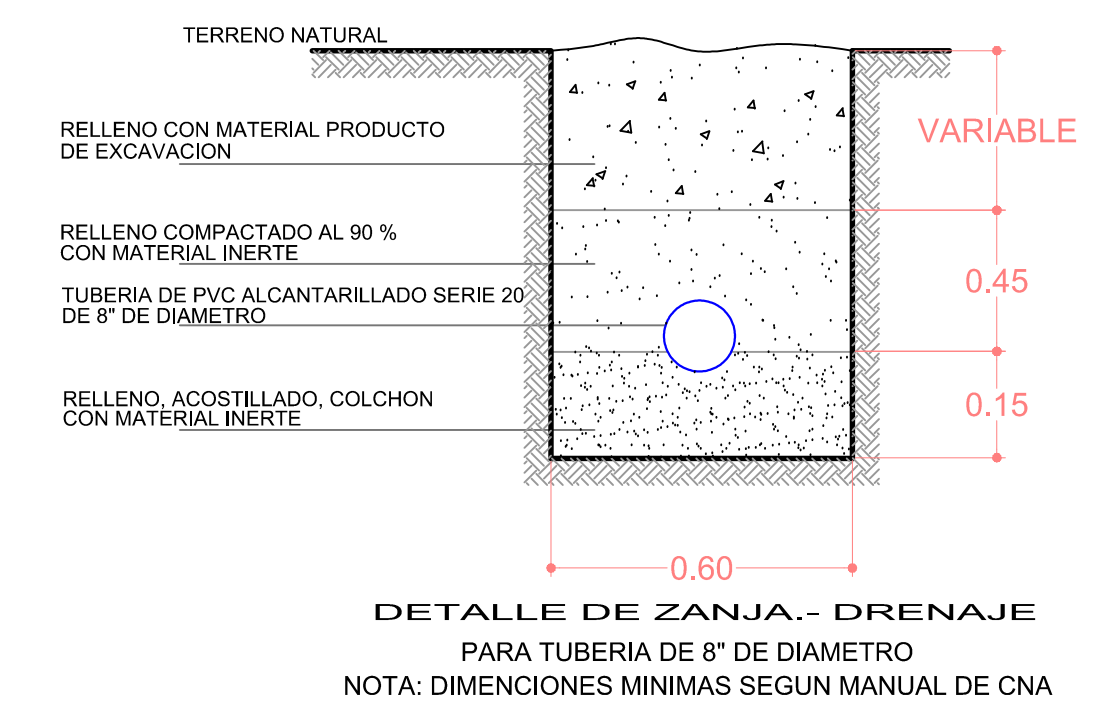 TERRENO NATURAL
RELLENO CON MATERIAL PRODUCTO
DE EXCAVACION
VARIABLE
RELLENO COMPACTADO AL 90 %
CON MATERIAL INERTE
0.45
TUBERIA DE PVC ALCANTARILLADO SERIE 20
DE 8" DE DIAMETRO
RELLENO, ACOSTILLADO, COLCHON
CON MATERIAL INERTE
0.15
0.60
DETALLE DE ZANJA.- DRENAJE
PARA TUBERIA DE 8" DE DIAMETRO
NOTA: DIMENCIONES MINIMAS SEGUN MANUAL DE CNA